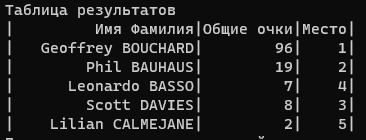 Таблица результатов
|          Имя Фамилия|Общие очки|Место|
|   Geoffrey BOUCHARD|        96|    1|
|        Phil BAUHAUS|        19|    2|
|      Leonardo BASSO|         7|    4|
|        Scott DAVIES|         8|    3|
|    Lilian CALMEJANE|         2|    5|